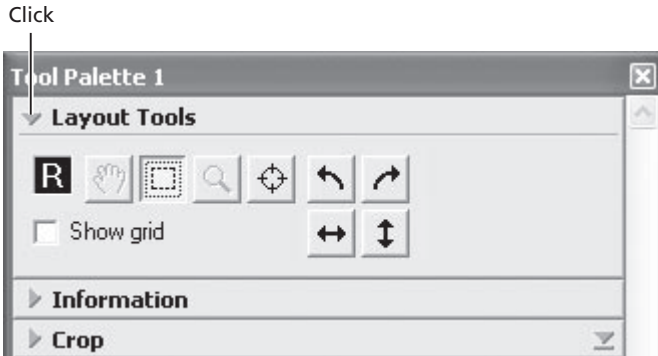 Click
Tool Palette 1
Layout Tools
R
Show grid
Information
Crop